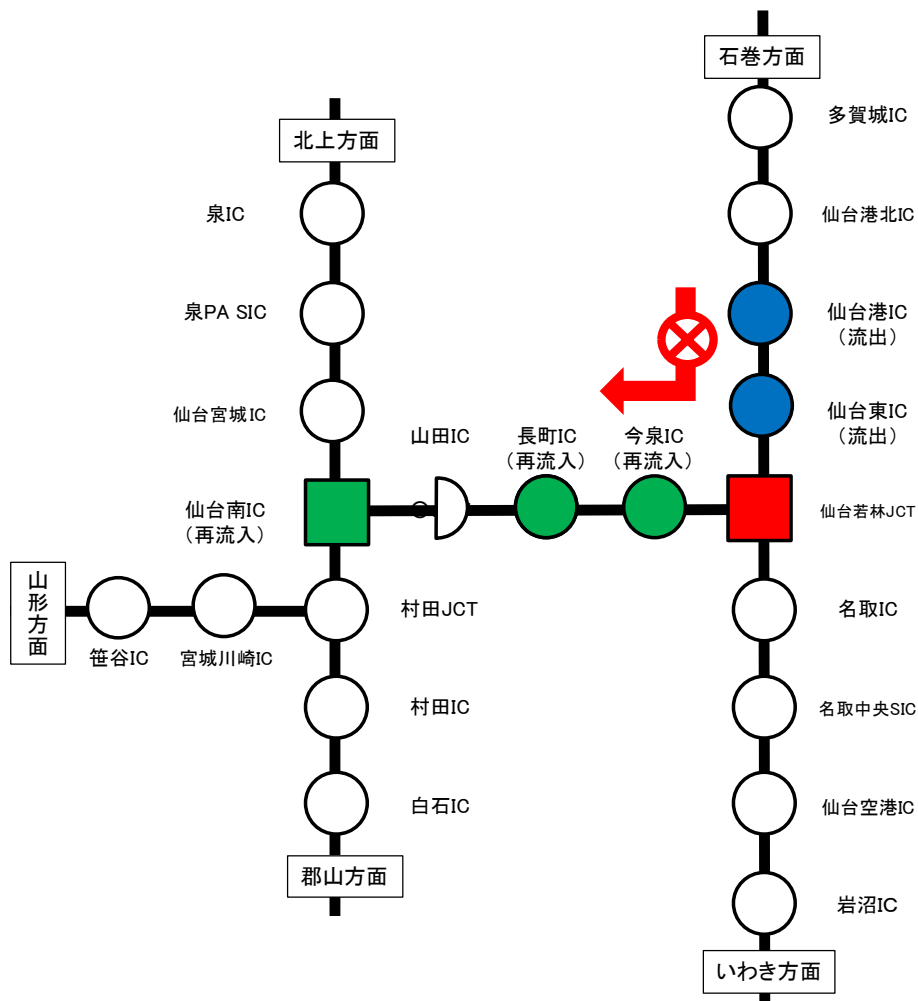 石巻方面
多賀城IC
北上方面
泉IC
仙台港北IC
泉PA SIC
仙台港IC
（流出）
仙台宮城IC
仙台東IC
（流出）
山田IC
長町IC
（再流入）
今泉IC
（再流入）
仙台南IC
（再流入）
仙台若林JCT
山形方面
村田JCT
名取IC
笹谷IC
宮城川崎IC
村田IC
名取中央SIC
白石IC
仙台空港IC
郡山方面
岩沼IC
いわき方面